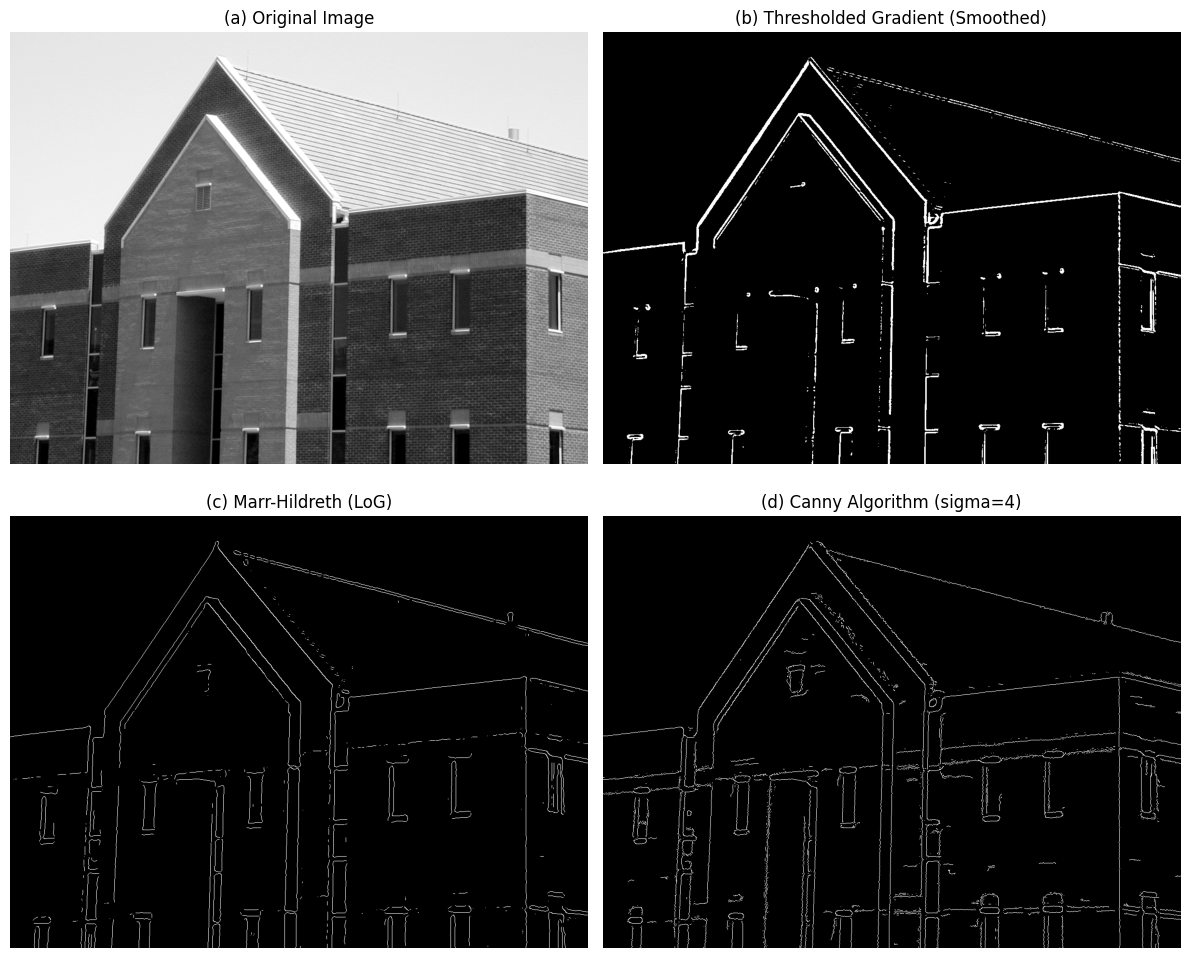 (a) Original Image
(b) Thresholded Gradient (Smoothed)
(c) Marr-Hildreth (LoG)
(d) Canny Algorithm (sigma=4)